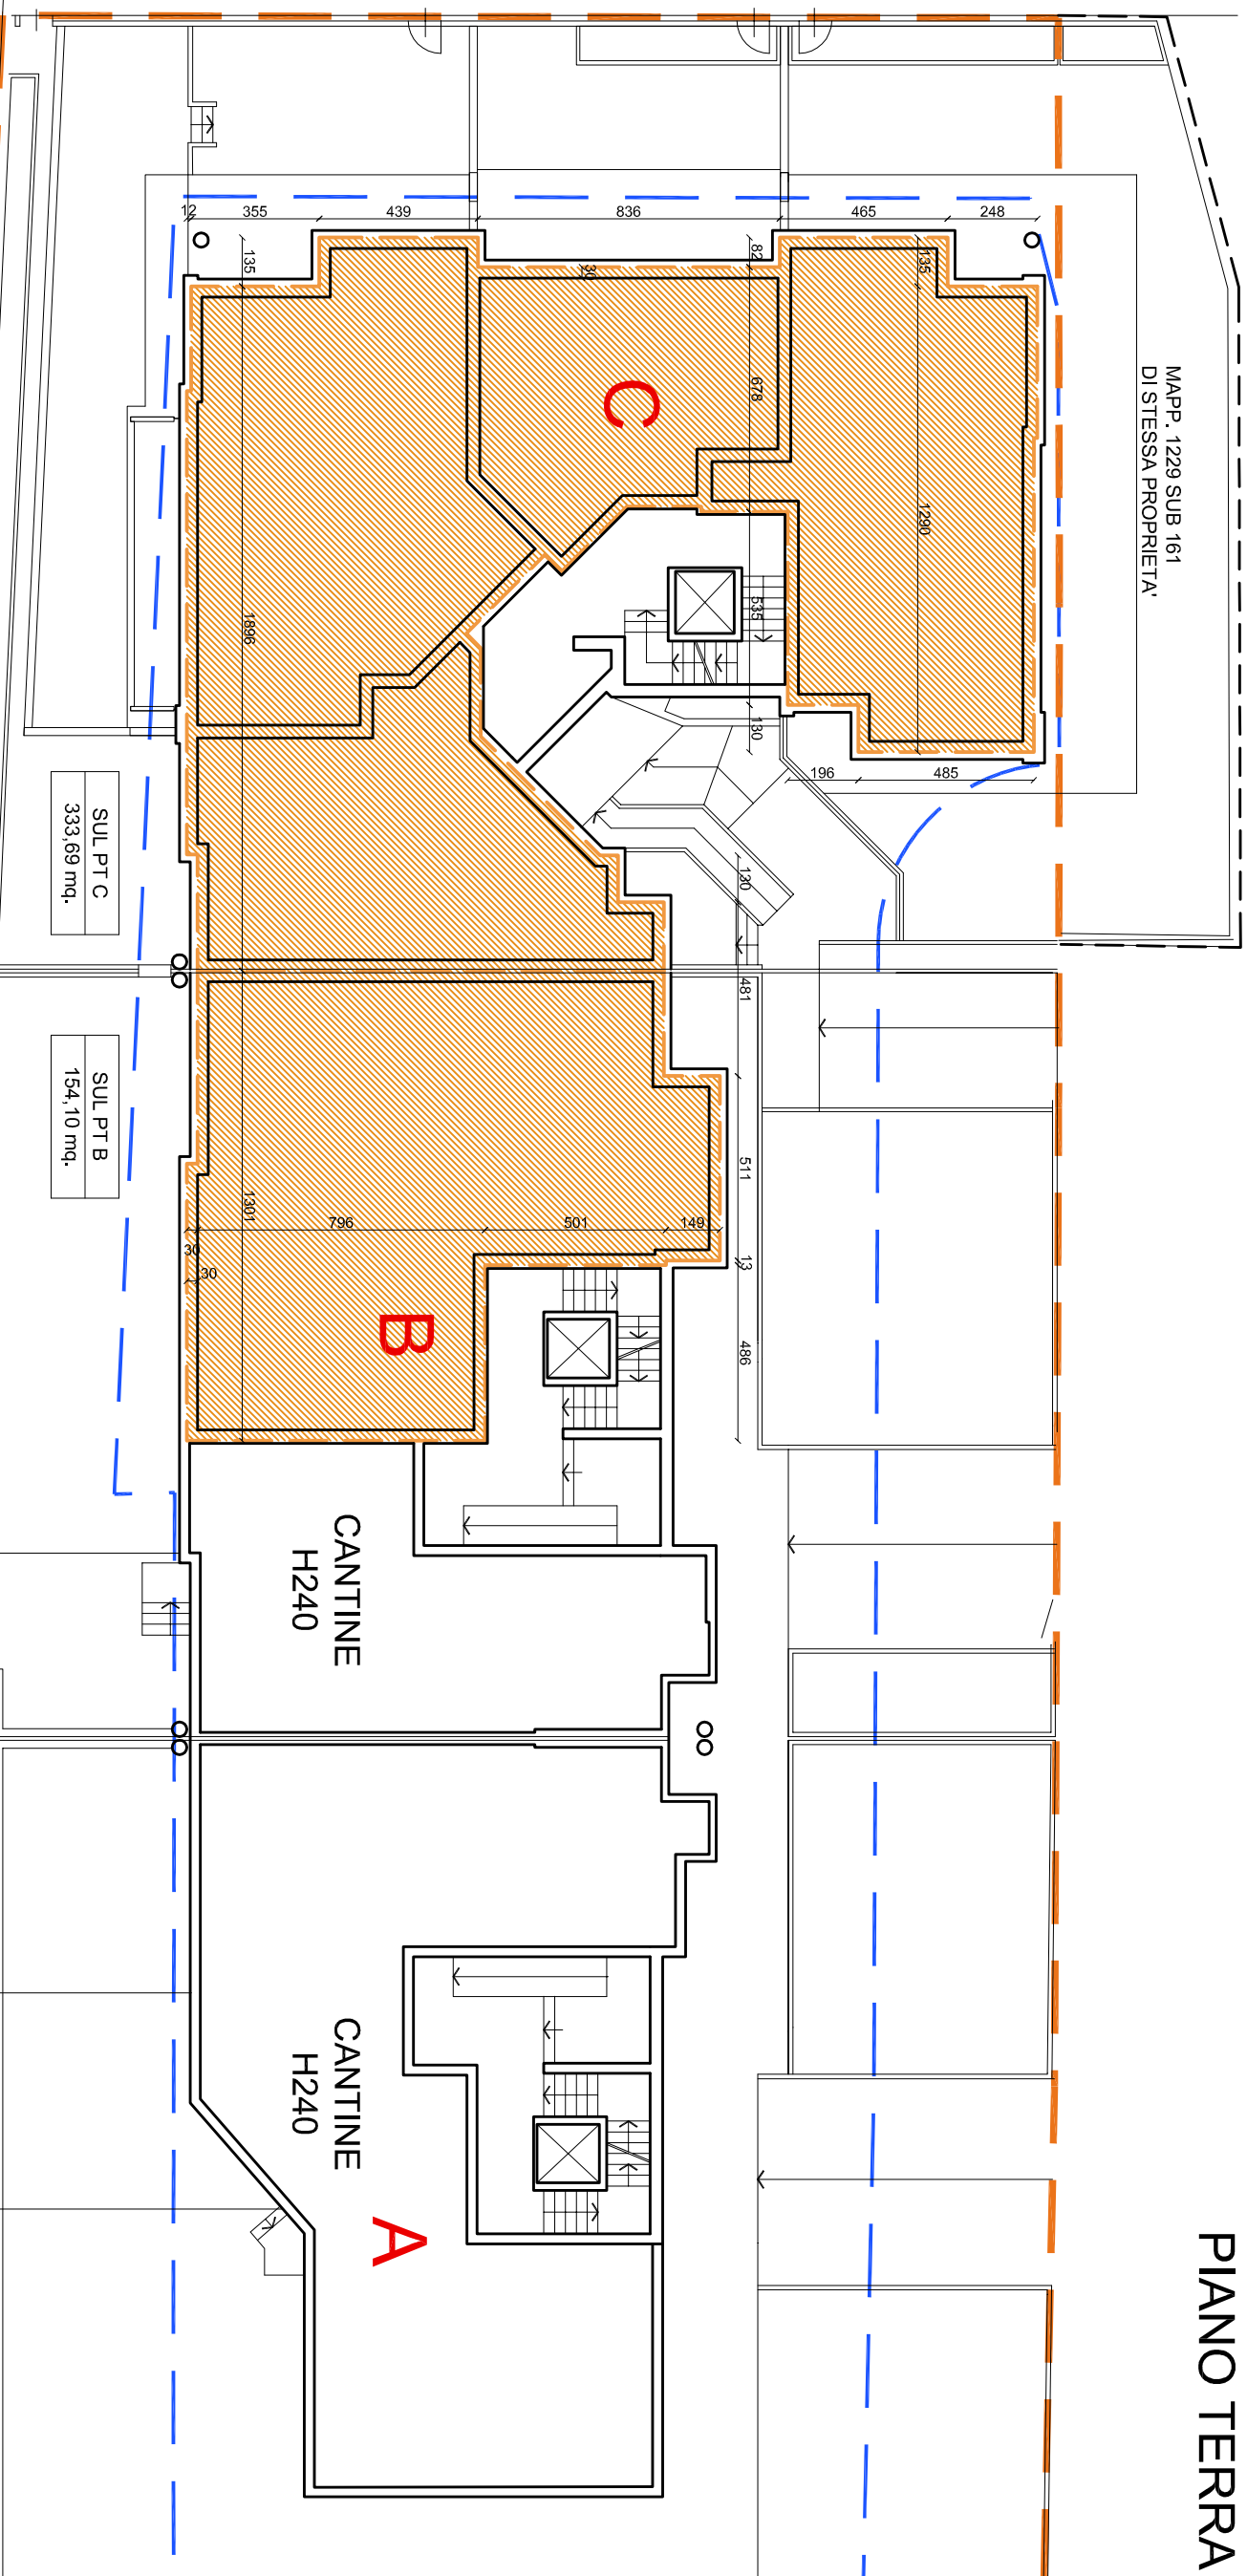 PIANO TERRA
MAPP. 1229 SUB 161
DI STESSA PROPRIETA'
12
355
439
836
465
248
135
82
135
30
678
1290
535
1896
130
196
485
130
481
511
13
486
1301
796
501
149
30
30
C
B
A
CANTINE
H240
CANTINE
H240
SUL PT C
333,69 mq.
SUL PT B
154,10 mq.